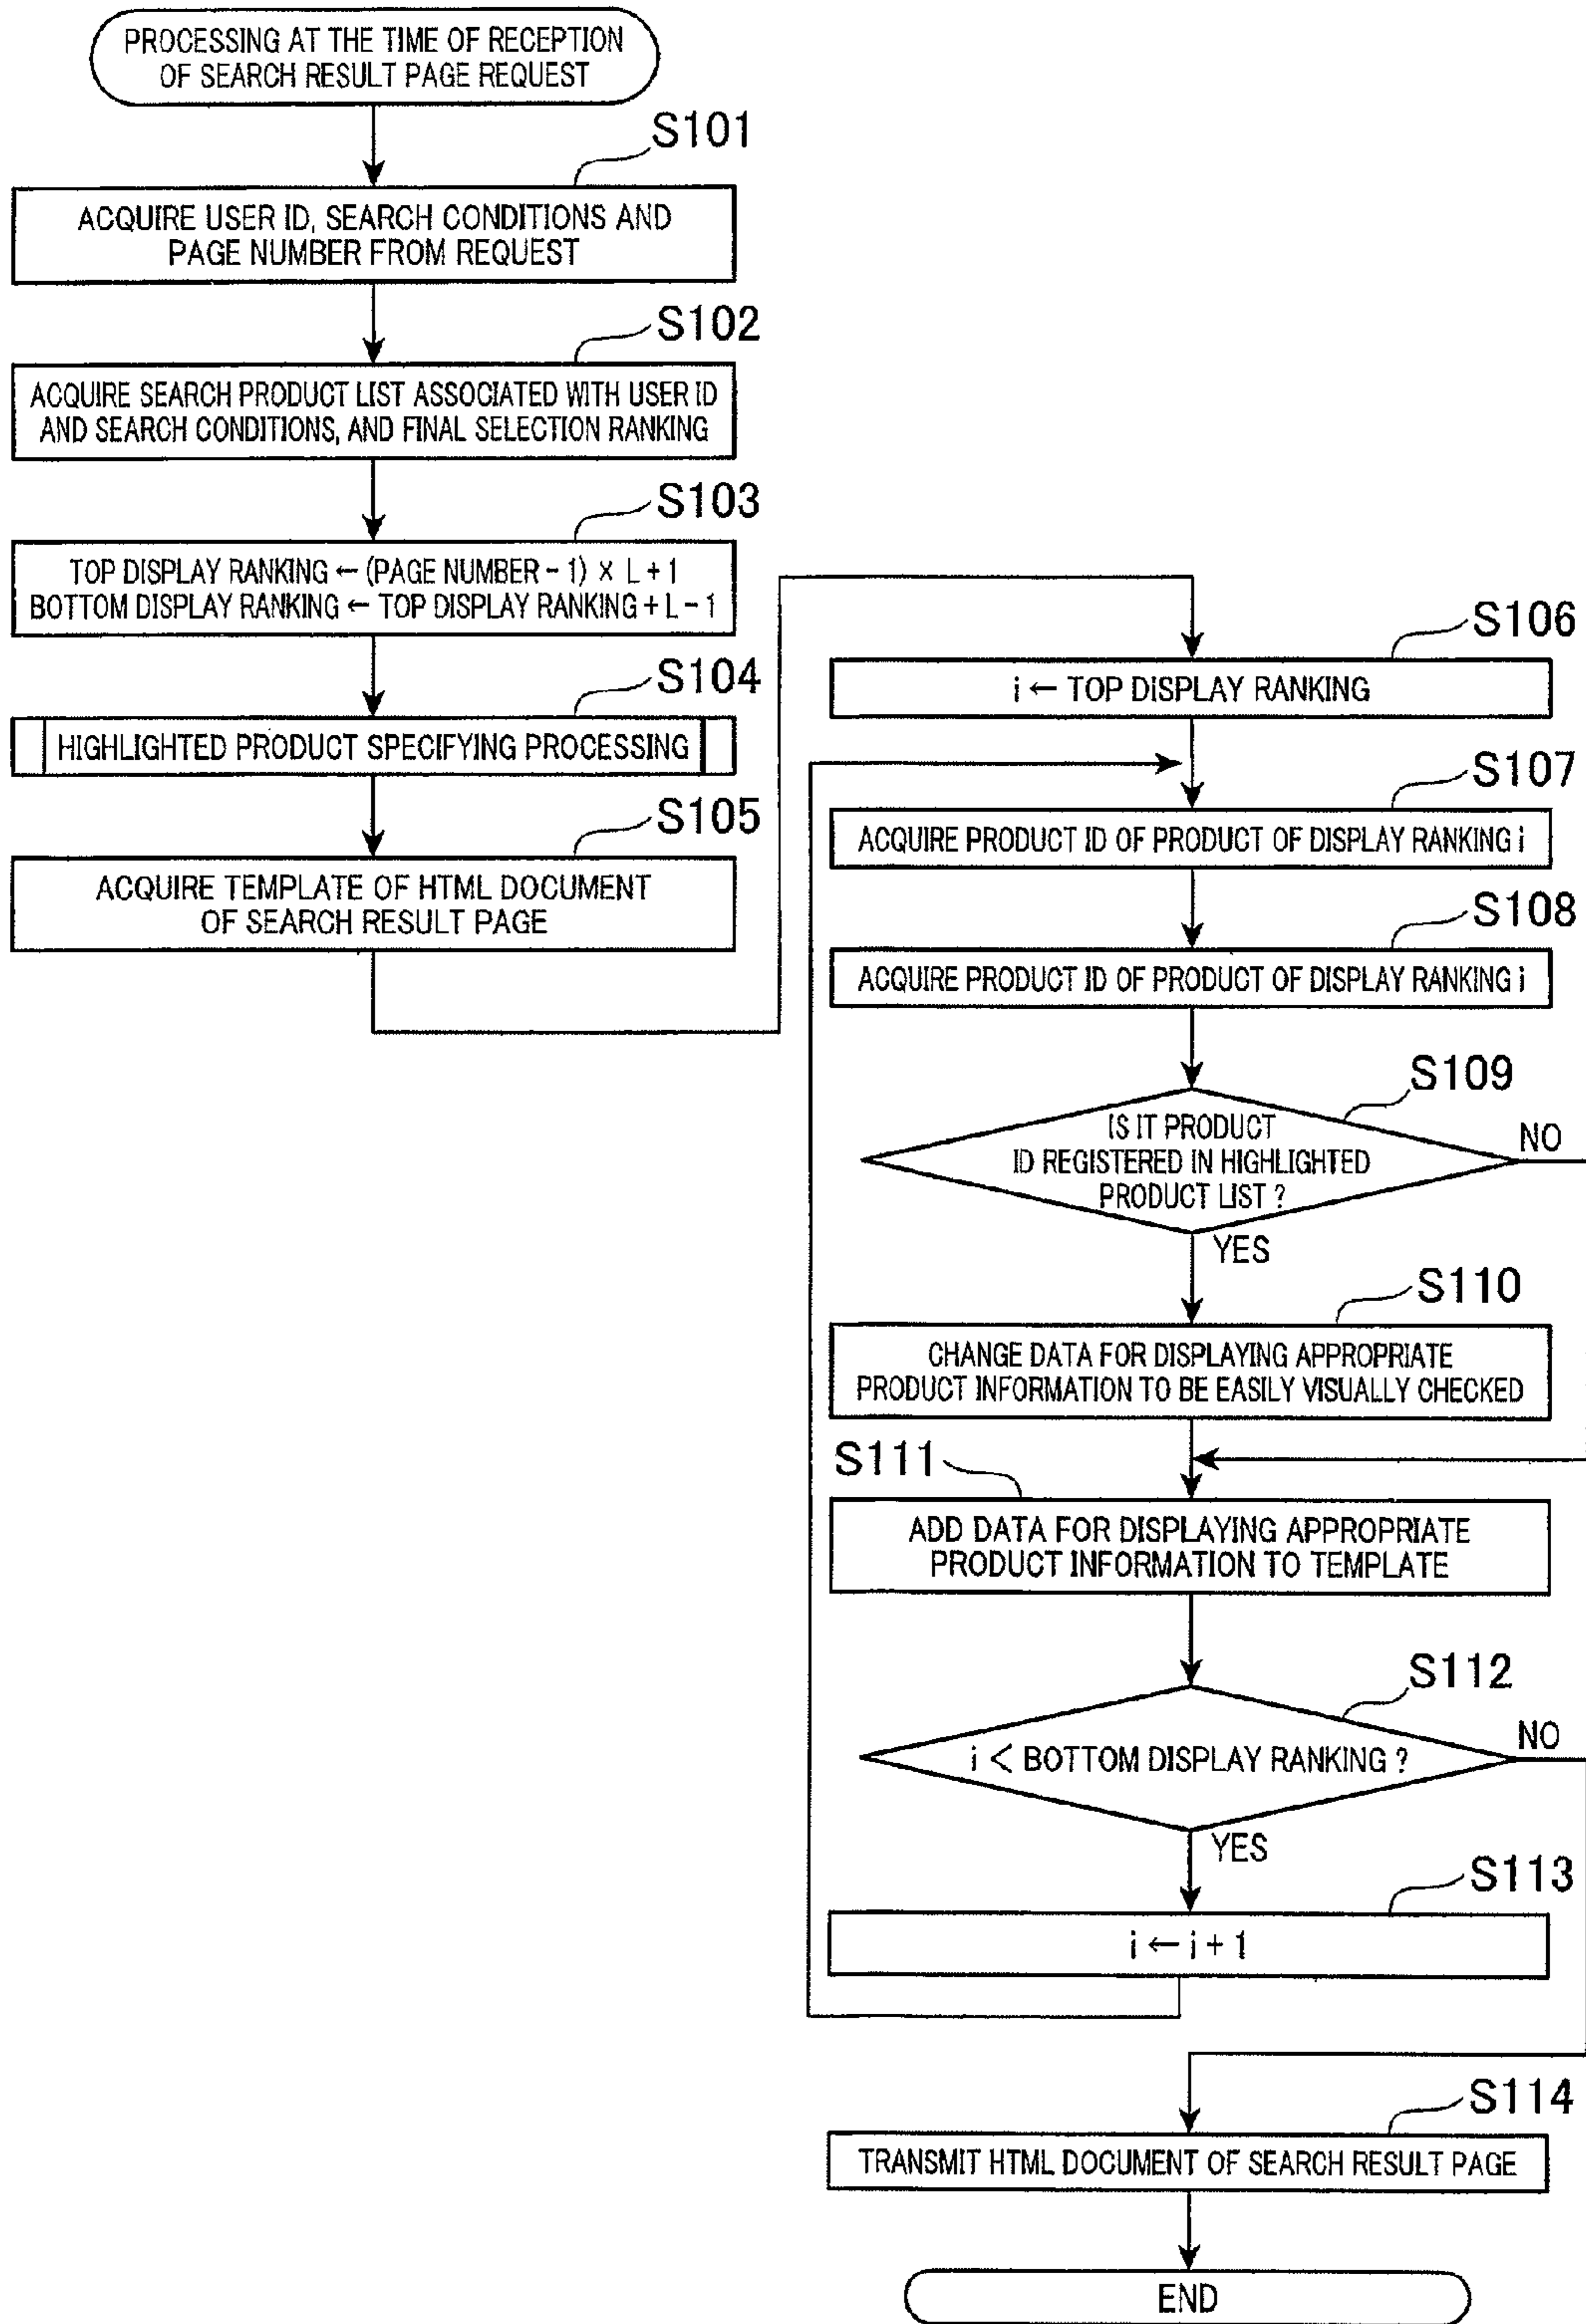 PROCESSING AT THE TIME OF RECEPTION
OF SEARCH RESULT PAGE REQUEST
S101
ACQUIRE USER ID, SEARCH CONDITIONS AND
PAGE NUMBER FROM REQUEST
S102
ACQUIRE SEARCH PRODUCT LIST ASSOCIATED WITH USER ID
AND SEARCH CONDITIONS, AND FINAL SELECTION RANKING
S103
TOP DISPLAY RANKING ← (PAGE NUMBER − 1) × L + 1
BOTTOM DISPLAY RANKING ← TOP DISPLAY RANKING + L − 1
S104
HIGHLIGHTED PRODUCT SPECIFYING PROCESSING
S105
ACQUIRE TEMPLATE OF HTML DOCUMENT
OF SEARCH RESULT PAGE
S106
i ← TOP DISPLAY RANKING
S107
ACQUIRE PRODUCT ID OF PRODUCT OF DISPLAY RANKING i
S108
ACQUIRE PRODUCT ID OF PRODUCT OF DISPLAY RANKING i
S109
IS IT PRODUCT
ID REGISTERED IN HIGHLIGHTED
PRODUCT LIST ?
NO
YES
S110
CHANGE DATA FOR DISPLAYING APPROPRIATE
PRODUCT INFORMATION TO BE EASILY VISUALLY CHECKED
S111
ADD DATA FOR DISPLAYING APPROPRIATE
PRODUCT INFORMATION TO TEMPLATE
S112
i < BOTTOM DISPLAY RANKING ?
NO
YES
S113
i ← i + 1
S114
TRANSMIT HTML DOCUMENT OF SEARCH RESULT PAGE
END